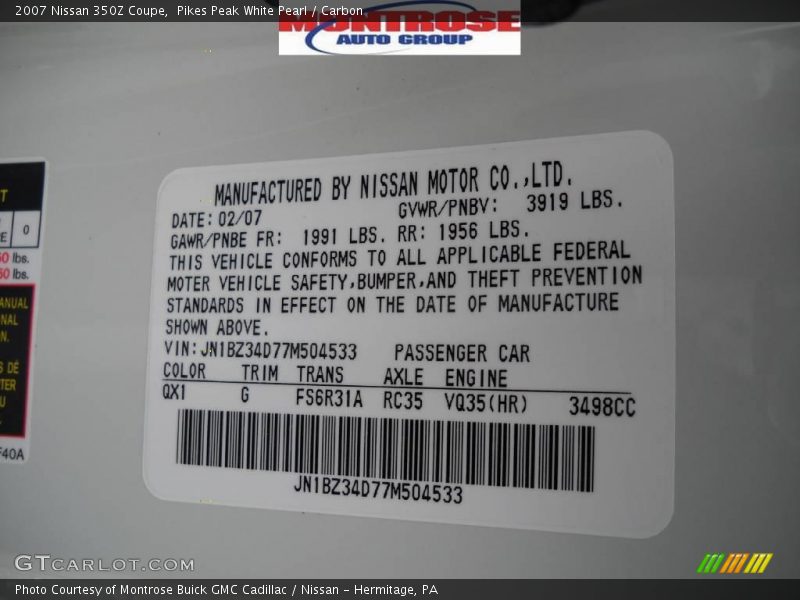 2007 Nissan 350Z Coupe,  Pikes Peak White Pearl / Carbon
MONTROSE
AUTO GROUP
MANUFACTURED BY NISSAN MOTOR CO.,LTD.
DATE: 02/07 GVWR/PNBV: 3919 LBS.
GAWR/PNBE FR: 1991 LBS. RR: 1956 LBS.
THIS VEHICLE CONFORMS TO ALL APPLICABLE FEDERAL
MOTER VEHICLE SAFETY,BUMPER,AND THEFT PREVENTION
STANDARDS IN EFFECT ON THE DATE OF MANUFACTURE
SHOWN ABOVE.
VIN:JN1BZ34D77M504533 PASSENGER CAR
COLOR TRIM TRANS AXLE ENGINE
QX1 G FS6R31A RC35 VQ35(HR) 3498CC
JN1BZ34D77M504533
T
0
lbs.
lbs.
GTCARLOT.COM
Photo Courtesy of Montrose Buick GMC Cadillac / Nissan - Hermitage, PA